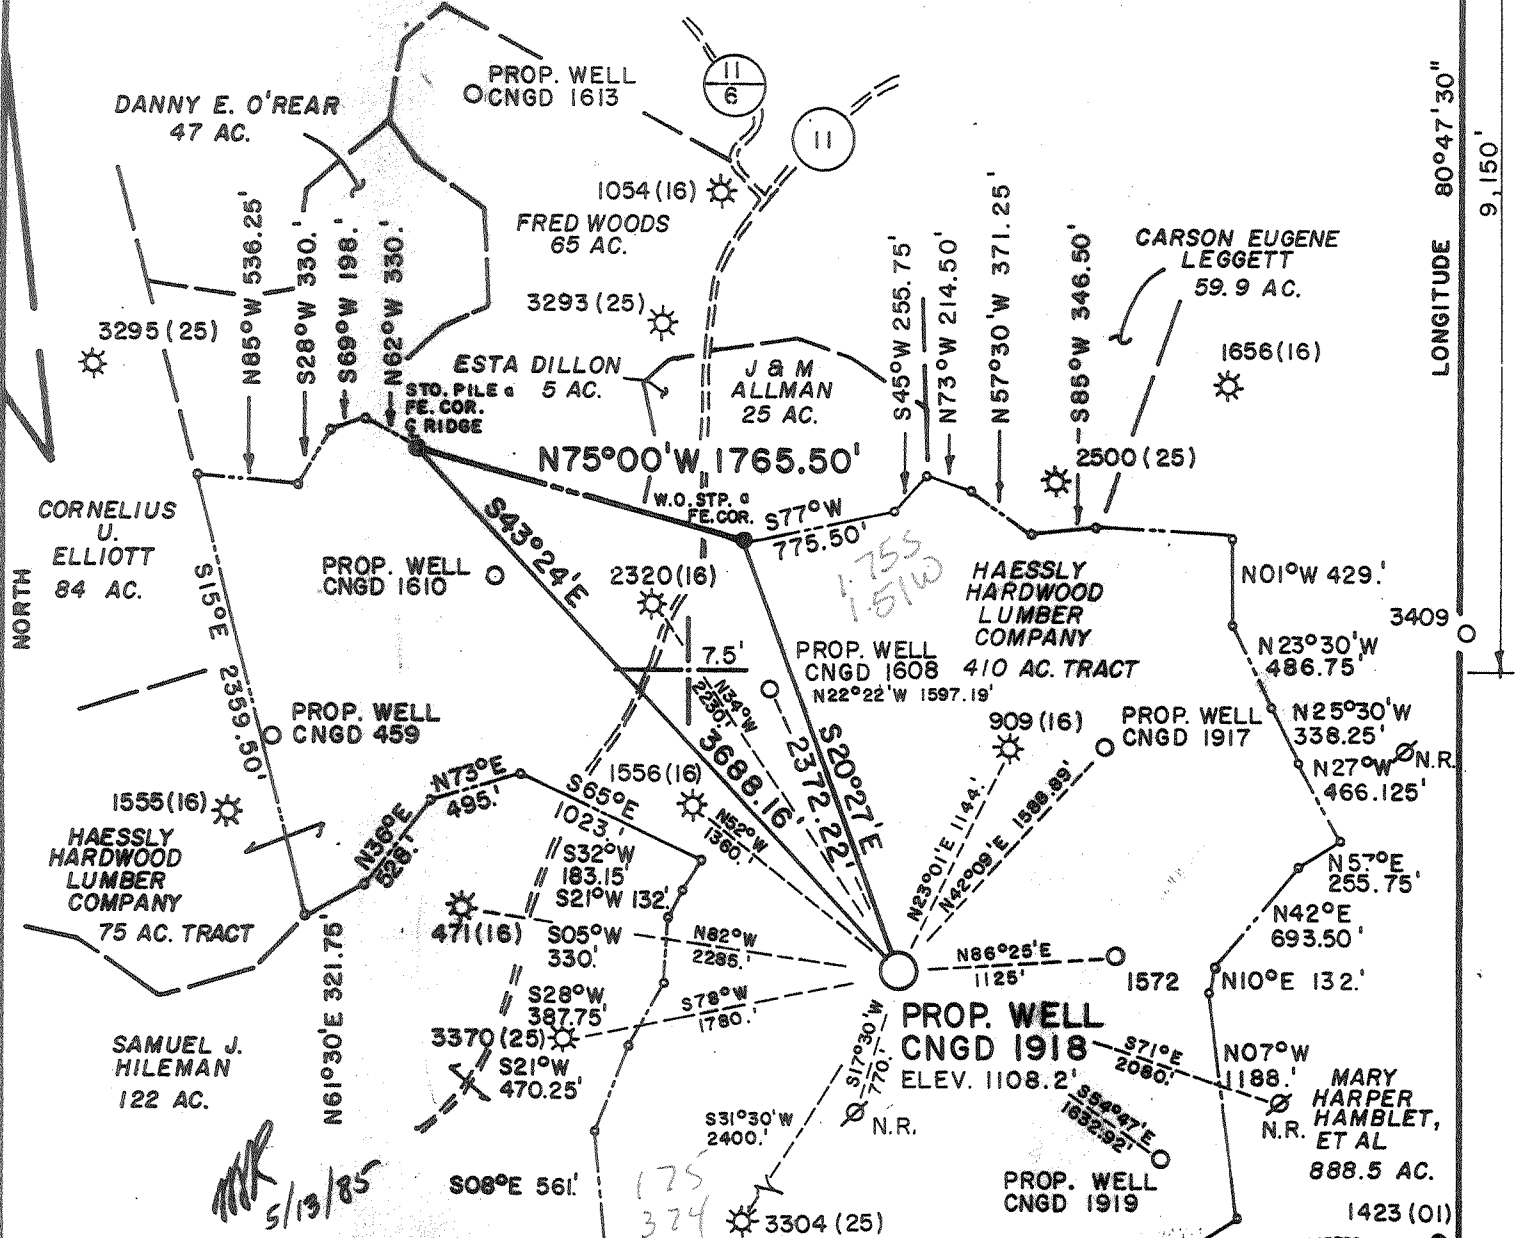 PROP. WELL
CNGD 1613
11
6
11
DANNY E. O'REAR
47 AC.
1054(16)
FRED WOODS
65 AC.
N85°W 536.25'
S28°W 330.'
S69°W 198.'
N62°W 330.'
3295(25)
3293(25)
ESTA DILLON
5 AC.
J & M
ALLMAN
25 AC.
S45°W 255.75'
N73°W 214.50'
N57°30'W 371.25'
S85°W 346.50'
CARSON EUGENE
LEGGETT
59.9 AC.
1656(16)
2500(25)
LONGITUDE 80°47'30"
9,150'
STO. PILE &
FE. COR.
℄ RIDGE
N75°00'W 1765.50'
W.O. STP. &
FE. COR.
S77°W
775.50'
1.75S
1.51W
S43°24'E
3688.16'
CORNELIUS
U.
ELLIOTT
84 AC.
NORTH
S15°E 2359.50'
PROP. WELL
CNGD 1610
2320(16)
7.5'
N34°W
2230.'
HAESSLY
HARDWOOD
LUMBER
COMPANY
410 AC. TRACT
PROP. WELL
CNGD 1608
N22°22'W 1597.19'
S20°27'E
2372.22'
N01°W 429.'
3409
N23°30'W
486.75'
N25°30'W
338.25'
N.R.
N27°W
466.125'
909(16)
PROP. WELL
CNGD 1917
N23°01'E 1144.'
N42°09'E 1588.89'
PROP. WELL
CNGD 459
1555(16)
HAESSLY
HARDWOOD
LUMBER
COMPANY
75 AC. TRACT
N36°E
528.'
N73°E
495.'
S65°E
1023.'
1556(16)
N52°W
1360.'
S32°W
183.15'
S21°W 132.'
471(16)
S05°W
330.'
N82°W
2285.'
S28°W
387.75'
S78°W
1780.'
3370(25)
S21°W
470.25'
N61°30'E 321.75'
SAMUEL J.
HILEMAN
122 AC.
5/13/85
S08°E 561.'
175
324
S31°30'W
2400.'
3304(25)
S17°30'W
770.'
N.R.
N86°25'E
1125'
1572
PROP. WELL
CNGD 1918
ELEV. 1108.2'
S71°E
2080.'
N.R.
S54°47'E
1632.92'
PROP. WELL
CNGD 1919
N57°E
255.75'
N42°E
693.50'
N10°E 132.'
N07°W
1188.'
MARY
HARPER
HAMBLET,
ET AL
888.5 AC.
1423(01)